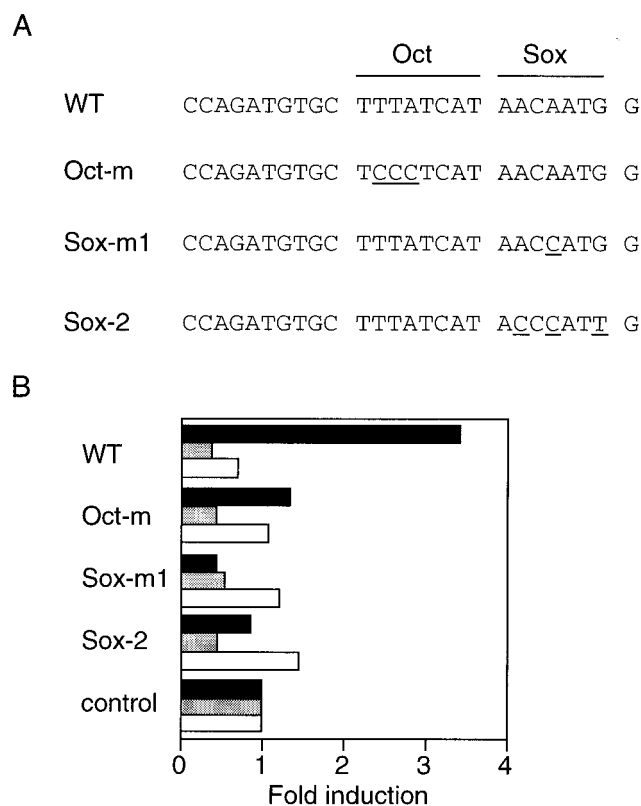 A
Oct Sox
WT CCAGATGTGC TTTATCAT AACAATG G
Oct-m CCAGATGTGC TCCCTCAT AACAATG G
Sox-m1 CCAGATGTGC TTTATCAT AACCATG G
Sox-2 CCAGATGTGC TTTATCAT ACCCATT G
B
WT
Oct-m
Sox-m1
Sox-2
control
0 1 2 3 4
Fold induction